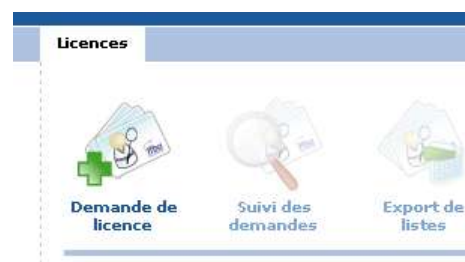 Licences
Demande de
licence
Suivi des
demandes
Export de
listes